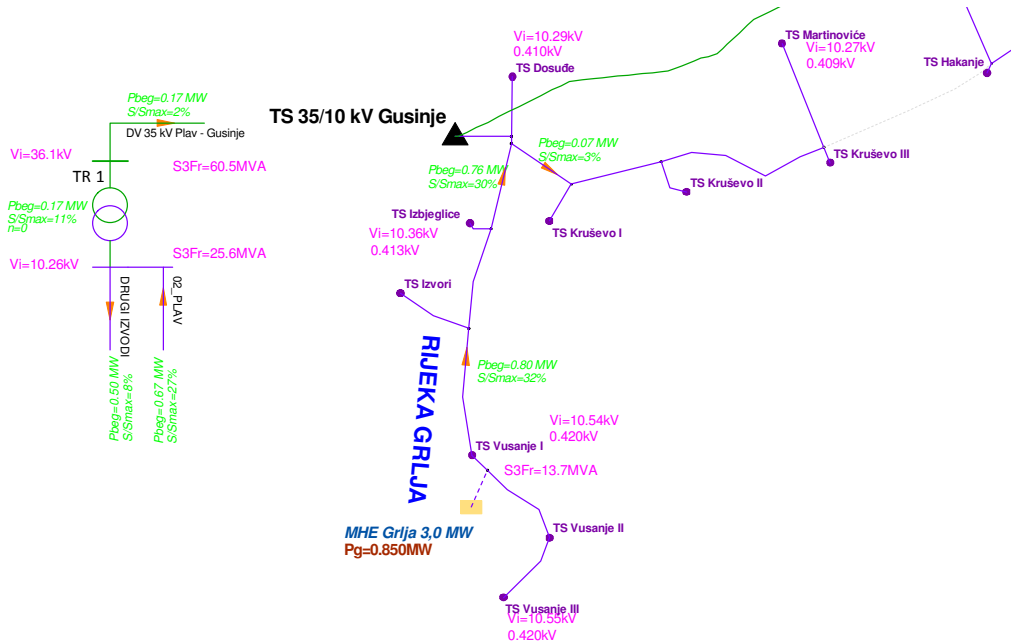 Pbeg=0.17 MW
S/Smax=2%
DV 35 kV Plav - Gusinje
Vi=36.1kV
S3Fr=60.5MVA
TR 1
Pbeg=0.17 MW
S/Smax=11%
n=0
S3Fr=25.6MVA
Vi=10.26kV
DRUGI IZVODI
02_PLAV
Pbeg=0.50 MW
S/Smax=8%
Pbeg=0.67 MW
S/Smax=27%
Vi=10.29kV
0.410kV
TS Dosuđe
TS 35/10 kV Gusinje
TS Martinoviće
Vi=10.27kV
0.409kV
TS Hakanje
Pbeg=0.07 MW
S/Smax=3%
Pbeg=0.76 MW
S/Smax=30%
TS Kruševo III
TS Kruševo II
TS Kruševo I
TS Izbjeglice
Vi=10.36kV
0.413kV
TS Izvori
RIJEKA GRLJA
Pbeg=0.80 MW
S/Smax=32%
Vi=10.54kV
0.420kV
TS Vusanje I
S3Fr=13.7MVA
MHE Grlja 3,0 MW
Pg=0.850MW
TS Vusanje II
TS Vusanje III
Vi=10.55kV
0.420kV